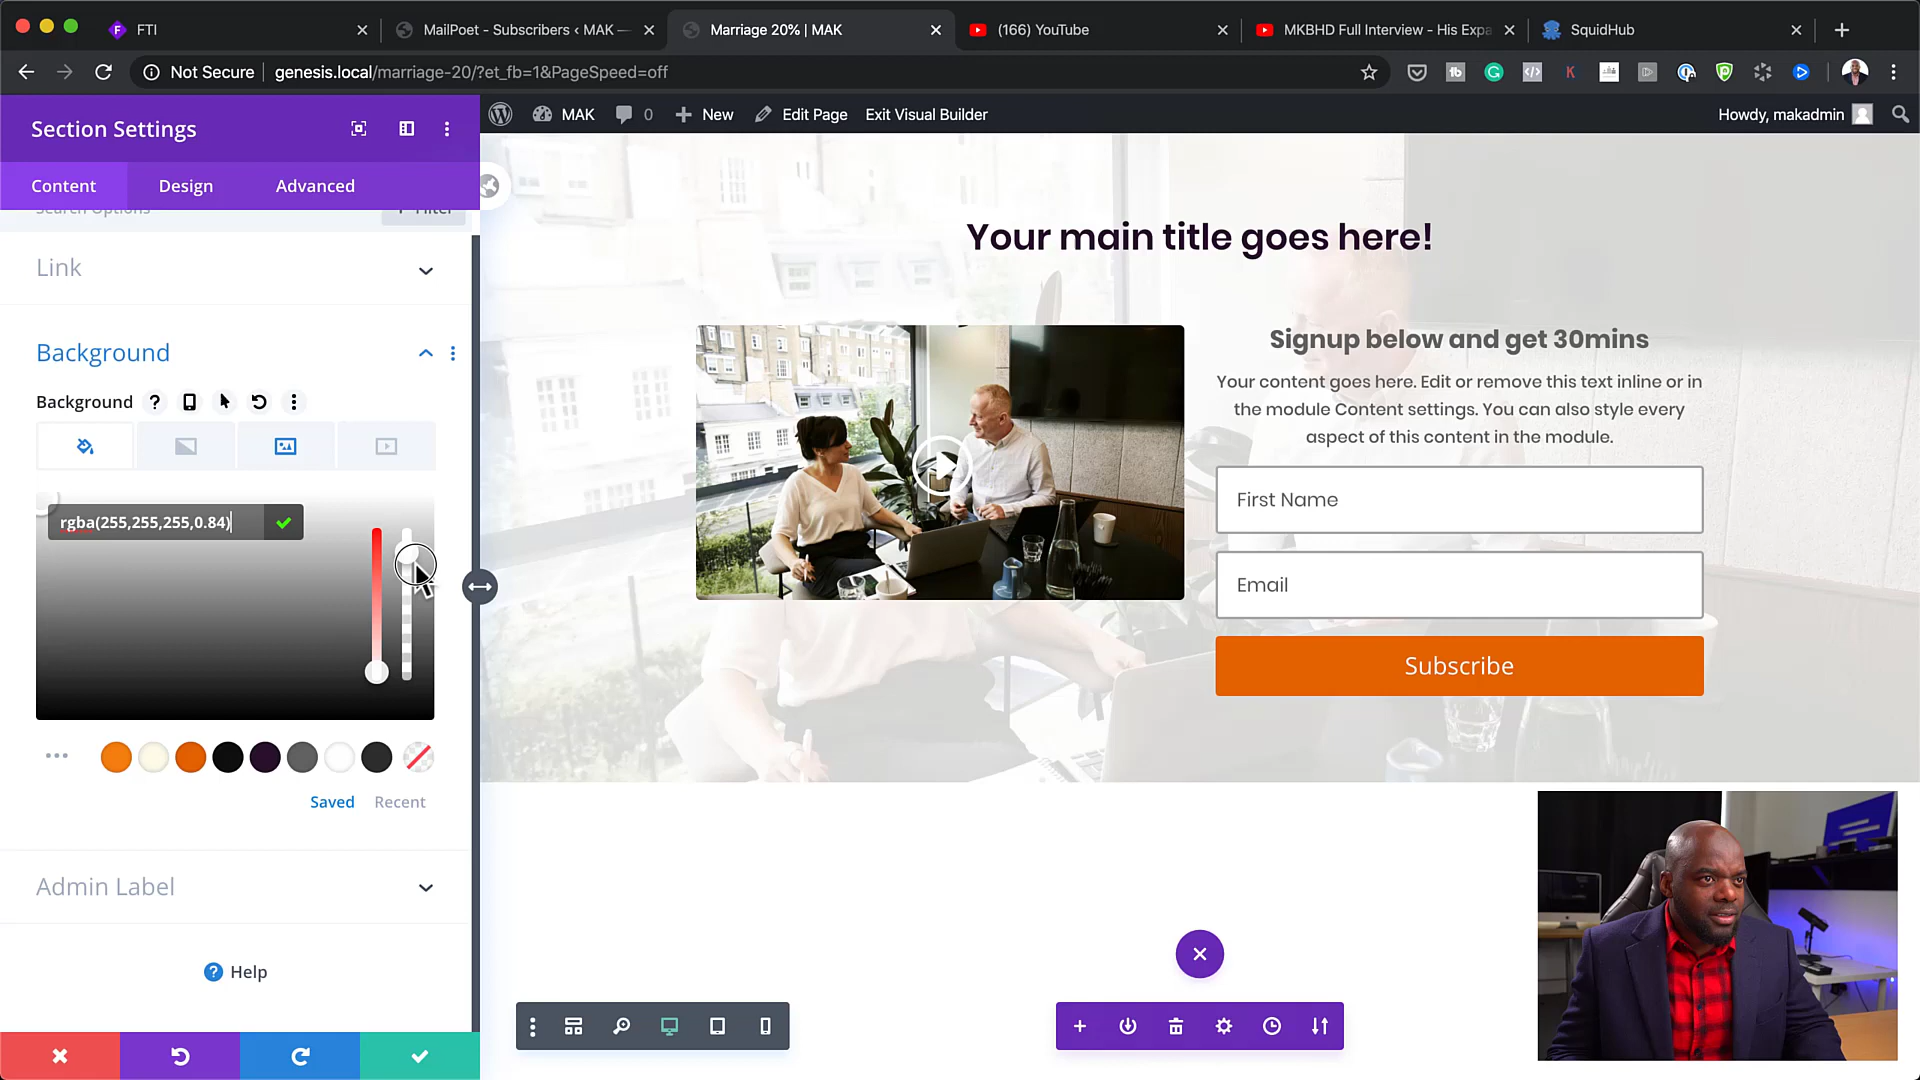 FTI
MailPoet - Subscribers ‹ MAK —
Marriage 20% | MAK
(166) YouTube
MKBHD Full Interview - His Expa
SquidHub
Not Secure
genesis.local/marriage-20/?et_fb=1&PageSpeed=off
MAK
0
New
Edit Page
Exit Visual Builder
Howdy, makadmin
Section Settings
Content
Design
Advanced
Search Options
+ Filter
Link
Background
Background
rgba(255,255,255,0.84)
Saved
Recent
Admin Label
Help
Your main title goes here!
Signup below and get 30mins
Your content goes here. Edit or remove this text inline or in
the module Content settings. You can also style every
aspect of this content in the module.
First Name
Email
Subscribe